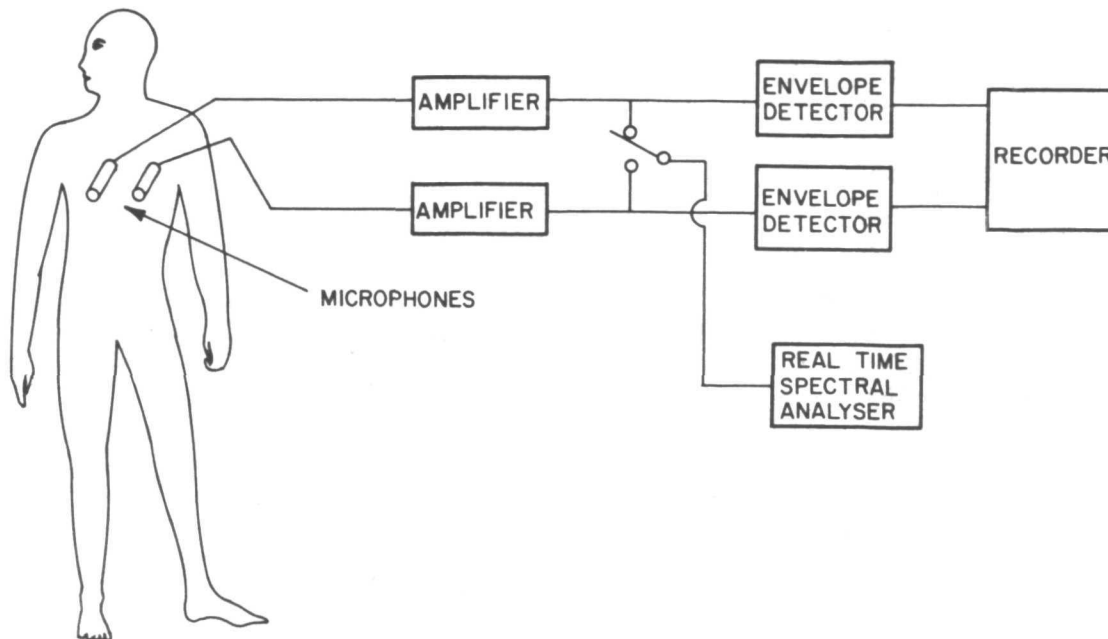 AMPLIFIER
ENVELOPE
DETECTOR
RECORDER
AMPLIFIER
ENVELOPE
DETECTOR
MICROPHONES
REAL TIME
SPECTRAL
ANALYSER